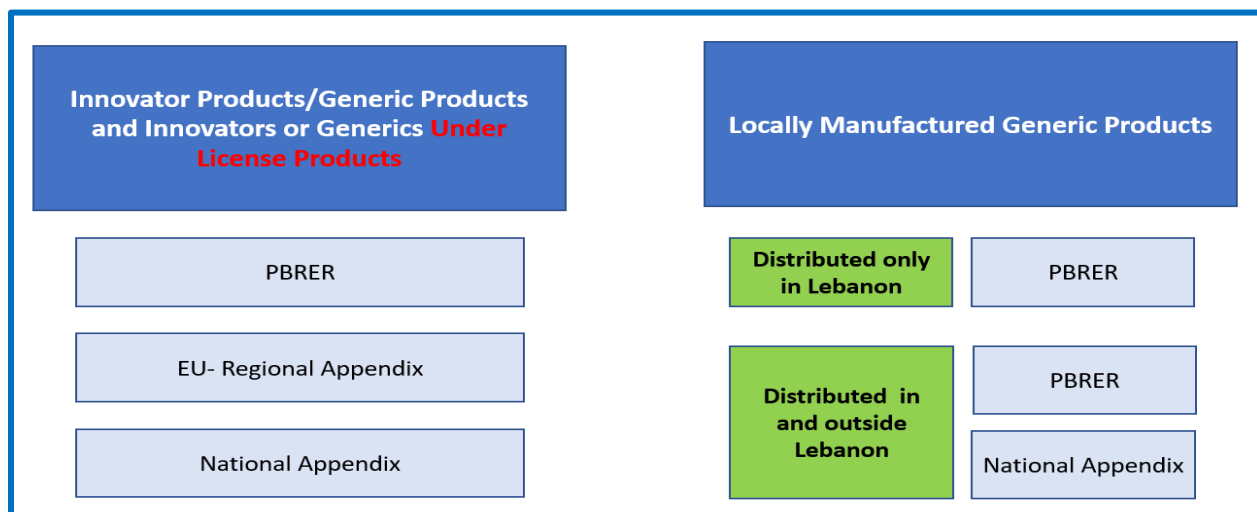 Innovator Products/Generic Products
and Innovators or Generics Under
License Products
PBRER
EU- Regional Appendix
National Appendix
Locally Manufactured Generic Products
Distributed only
in Lebanon
PBRER
Distributed in
and outside
Lebanon
PBRER
National Appendix